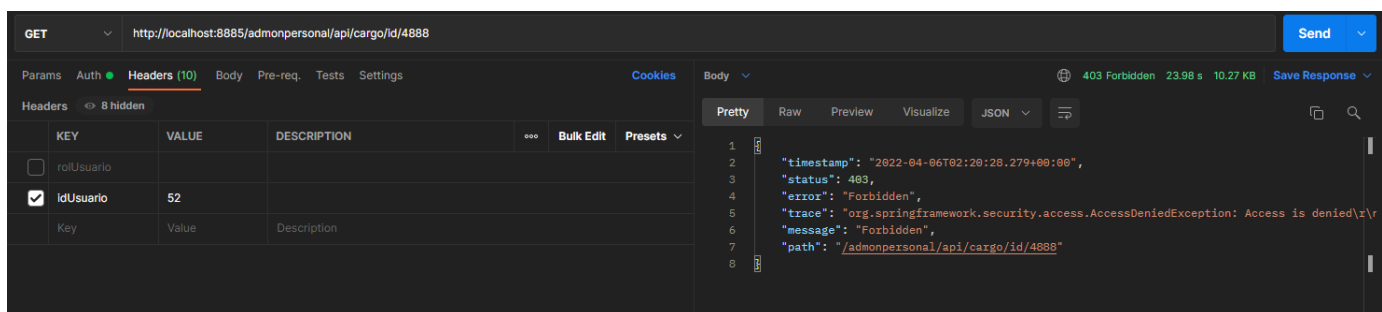 GET http://localhost:8885/admonpersonal/api/cargo/id/4888 Send
Params Auth Headers (10) Body Pre-req. Tests Settings Cookies
Headers 8 hidden
KEY VALUE DESCRIPTION ooo Bulk Edit Presets
rolUsuario
idUsuario 52
Key Value Description
Body 403 Forbidden 23.98 s 10.27 KB Save Response
Pretty Raw Preview Visualize JSON
1 {
2 "timestamp": "2022-04-06T02:20:28.279+00:00",
3 "status": 403,
4 "error": "Forbidden",
5 "trace": "org.springframework.security.access.AccessDeniedException: Access is denied\r\n
6 "message": "Forbidden",
7 "path": "/admonpersonal/api/cargo/id/4888"
8 }